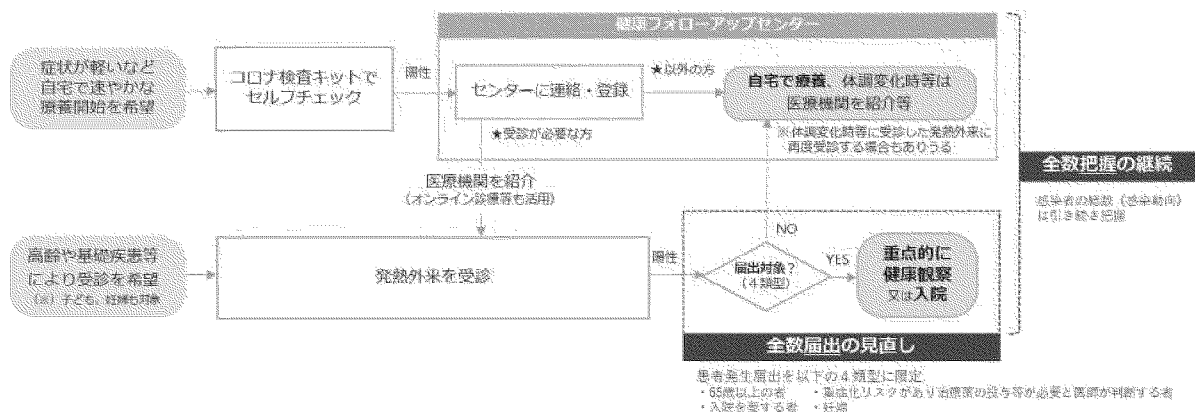 健康フォローアップセンター
症状が軽いなど
自宅で速やかな
療養開始を希望
コロナ検査キットで
セルフチェック
陽性
センターに連絡・登録
★以外の方
自宅で療養、体調変化時等は
医療機関を紹介等
★受診が必要な方
※体調変化時等に受診した発熱外来に
再度受診する場合もありうる
医療機関を紹介
(オンライン診療等も活用)
全数把握の継続
感染者の総数(感染動向)
は引き続き把握
高齢や基礎疾患等
により受診を希望
(※)子ども、妊婦も対象
発熱外来を受診
陽性
届出対象?
(4類型)
NO
YES
重点的に
健康観察
又は入院
全数届出の見直し
患者発生届出を以下の4類型に限定
・65歳以上の者 ・重症化リスクがあり治療薬の投与等が必要と医師が判断する者
・入院を要する者 ・妊婦